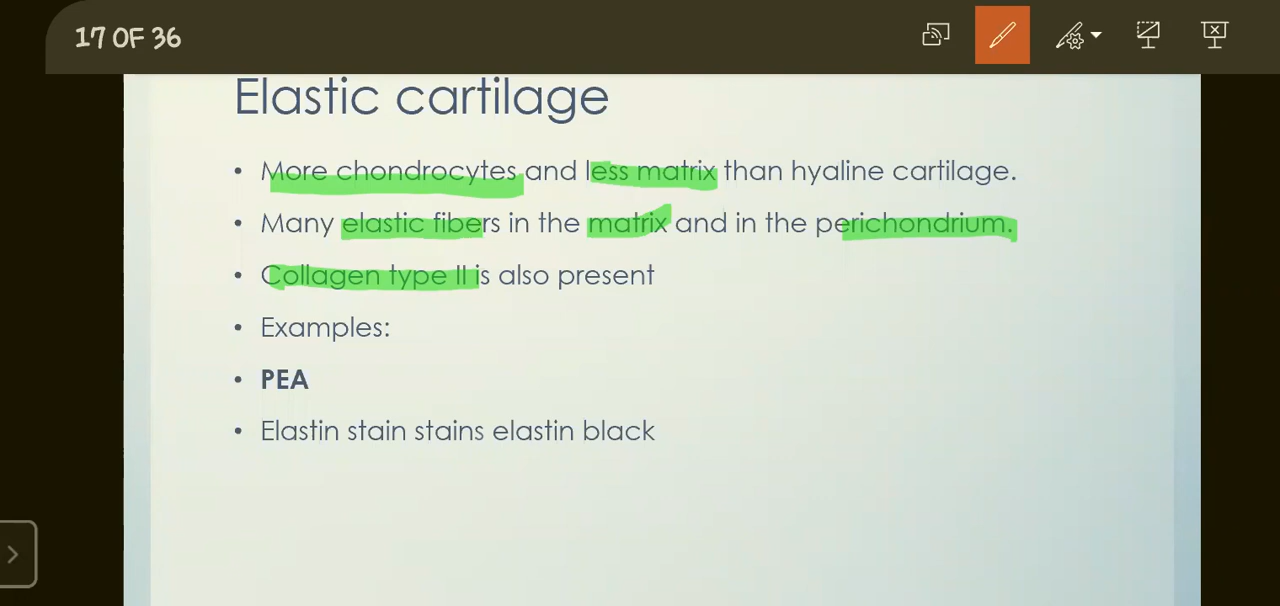 17 OF 36
Elastic cartilage
• More chondrocytes and less matrix than hyaline cartilage.
• Many elastic fibers in the matrix and in the perichondrium.
• Collagen type II is also present
• Examples:
• PEA
• Elastin stain stains elastin black